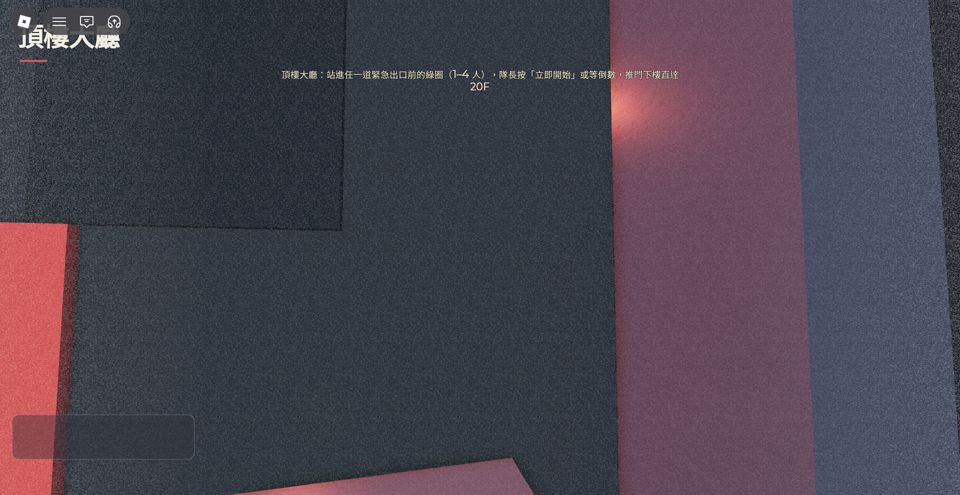 頂樓大廳
頂樓大廳：站進任一道緊急出口前的綠圈（1–4 人），隊長按「立即開始」或等倒數，推門下樓直達
20F